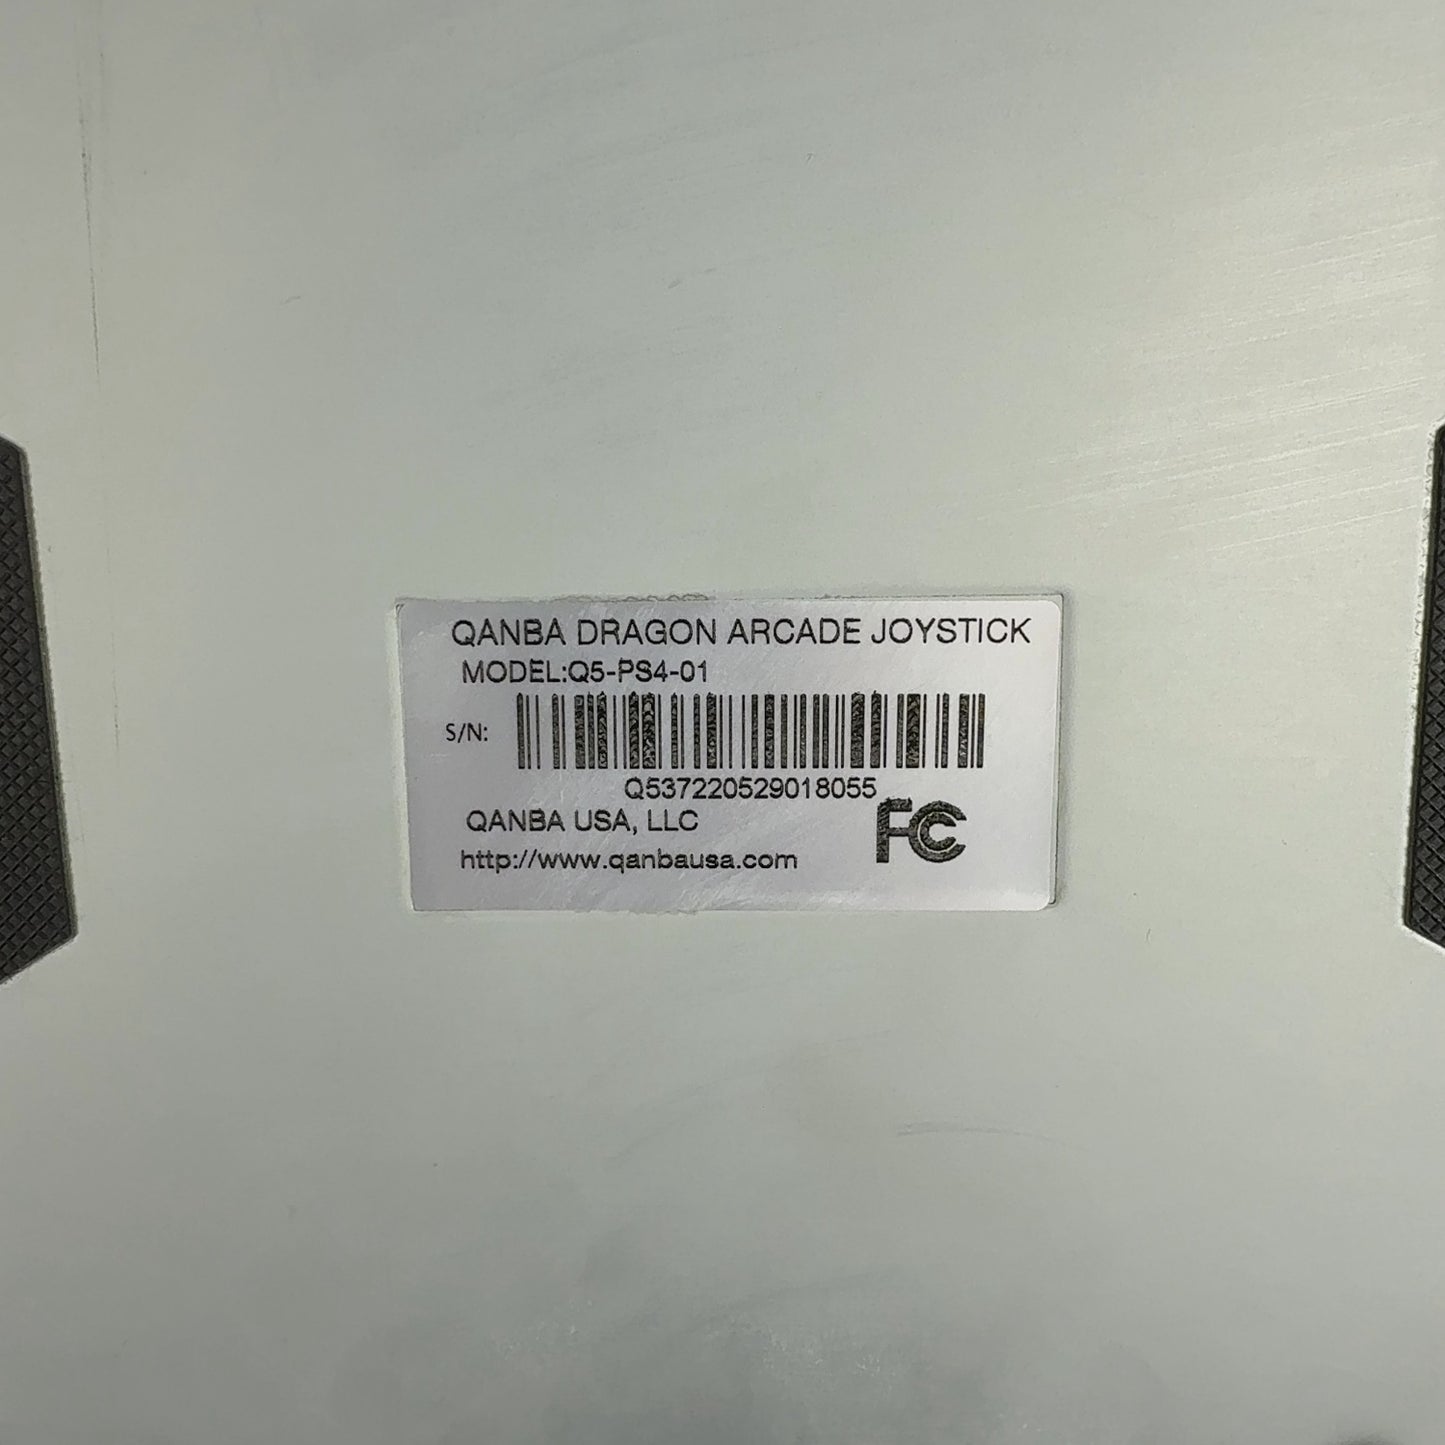 QANBA DRAGON ARCADE JOYSTICK
MODEL:Q5-PS4-01
S/N:
Q537220529018055
QANBA USA, LLC
FC
http://www.qanbausa.com